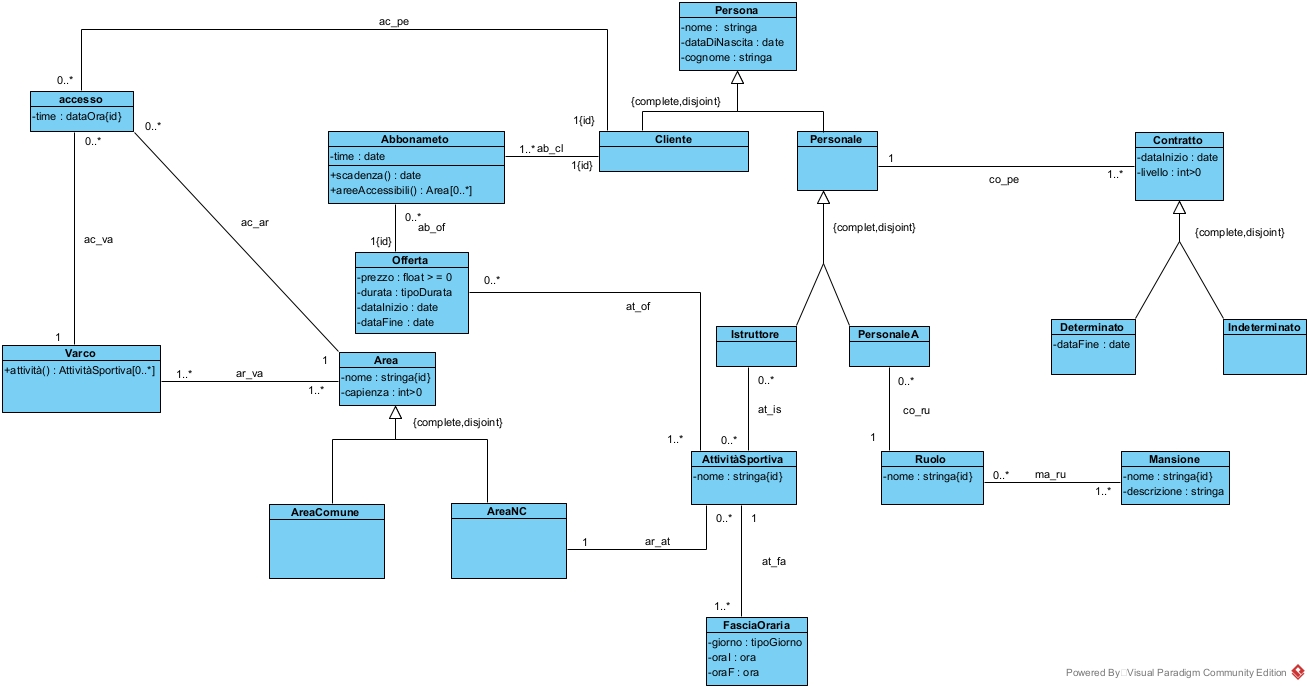 Persona
-nome : stringa
-dataDiNascita : date
-cognome : stringa
ac_pe
0..*
{complete,disjoint}
accesso
-time : dataOra{id}
0..*
0..*
1{id}
Abbonameto
-time : date
+scadenza() : date
+areeAccessibili() : Area[0..*]
1..*
ab_cl
1{id}
Cliente
Personale
1
co_pe
1..*
Contratto
-dataInizio : date
-livello : int>0
ac_va
ac_ar
0..*
ab_of
1{id}
{complet,disjoint}
{complete,disjoint}
Offerta
-prezzo : float > = 0
-durata : tipoDurata
-dataInizio : date
-dataFine : date
0..*
at_of
1
Varco
+attività() : AttivitàSportiva[0..*]
1..*
ar_va
1..*
1
Area
-nome : stringa{id}
-capienza : int>0
{complete,disjoint}
Istruttore
PersonaleA
Determinato
-dataFine : date
Indeterminato
0..*
at_is
0..*
0..*
co_ru
1
1..*
AttivitàSportiva
-nome : stringa{id}
Ruolo
-nome : stringa{id}
0..*
ma_ru
1..*
Mansione
-nome : stringa{id}
-descrizione : stringa
AreaComune
AreaNC
1
ar_at
0..*
1
at_fa
1..*
FasciaOraria
-giorno : tipoGiorno
-oraI : ora
-oraF : ora
Powered By Visual Paradigm Community Edition